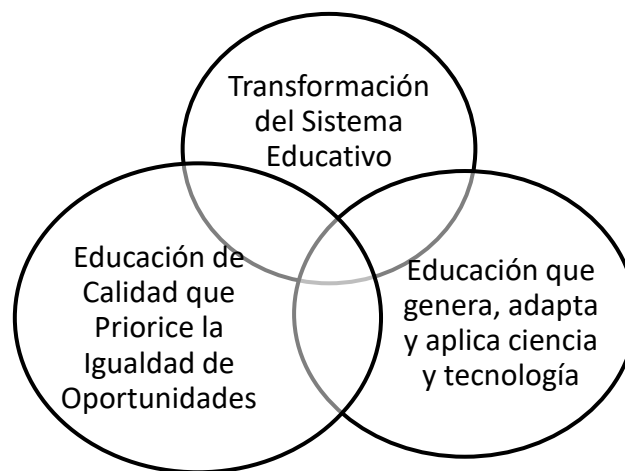 Transformación
del Sistema
Educativo
Educación de
Calidad que
Priorice la
Igualdad de
Oportunidades
Educación que
genera, adapta
y aplica ciencia
y tecnología